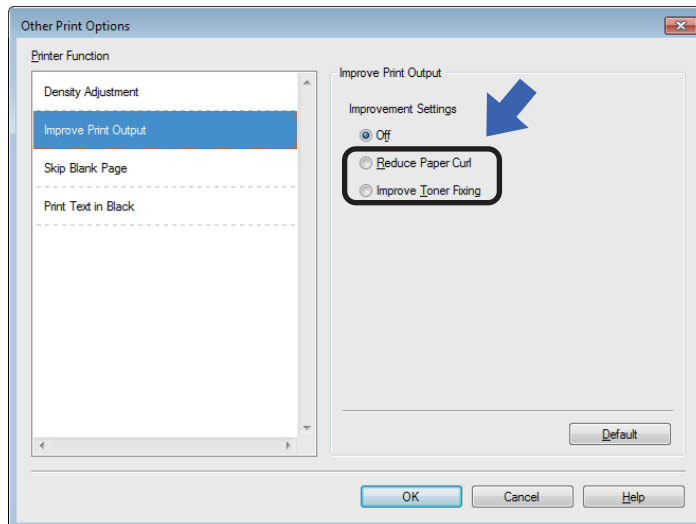 Other Print Options
Printer Function
Density Adjustment
Improve Print Output
Skip Blank Page
Print Text in Black
Improve Print Output
Improvement Settings
Off
Reduce Paper Curl
Improve Toner Fixing
Default
OK
Cancel
Help